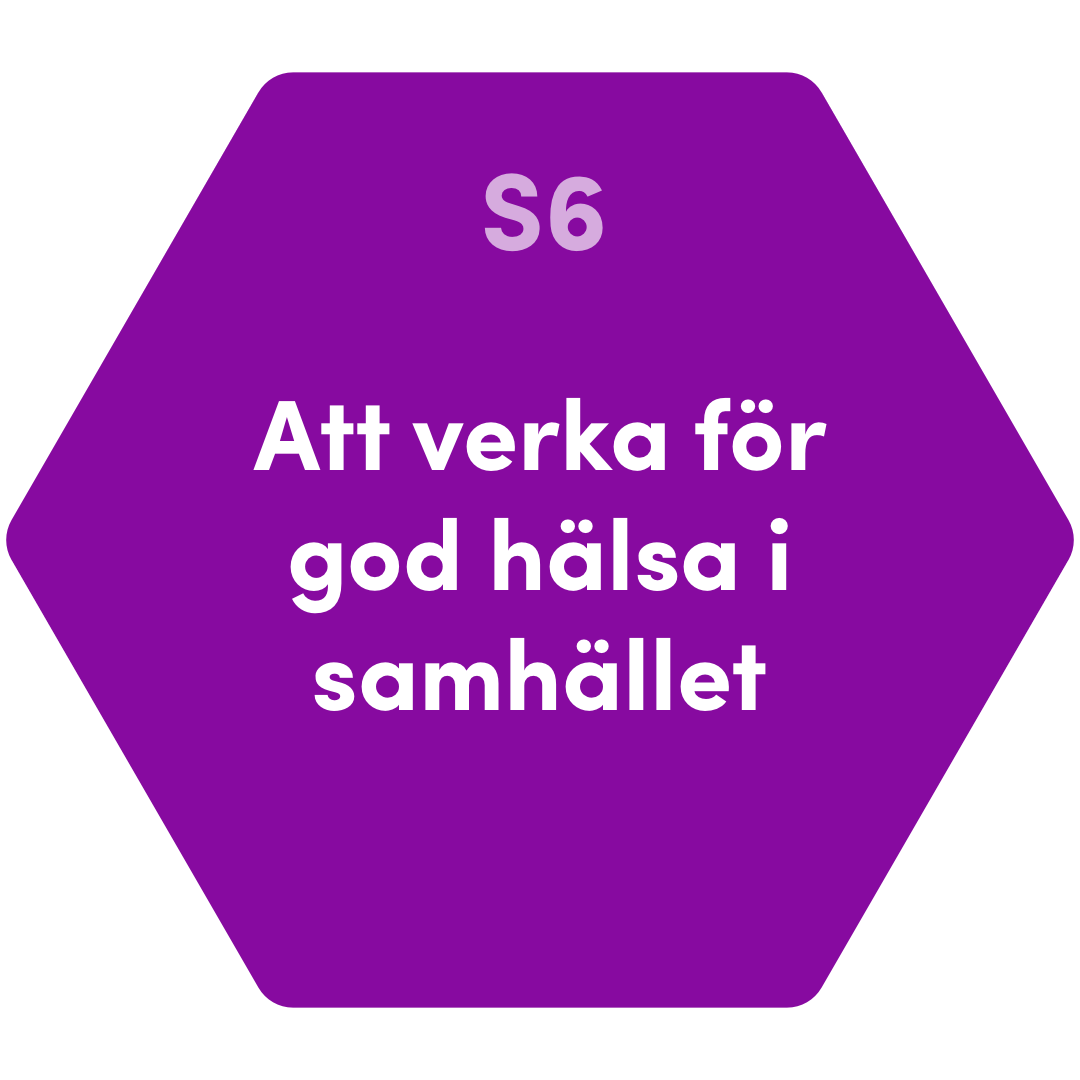 S6
Att verka för
god hälsa i
samhället